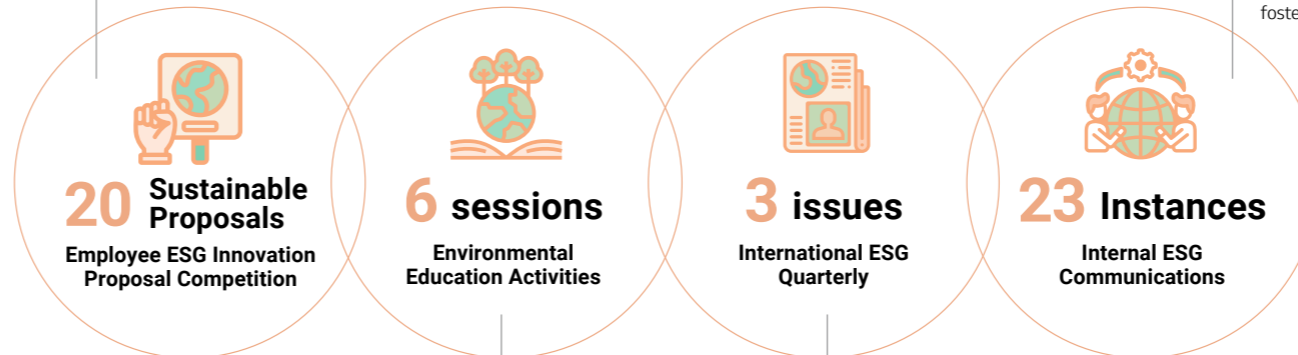 20 Sustainable
Proposals
Employee ESG Innovation
Proposal Competition
6 sessions
Environmental
Education Activities
3 issues
International ESG
Quarterly
23 Instances
Internal ESG
Communications